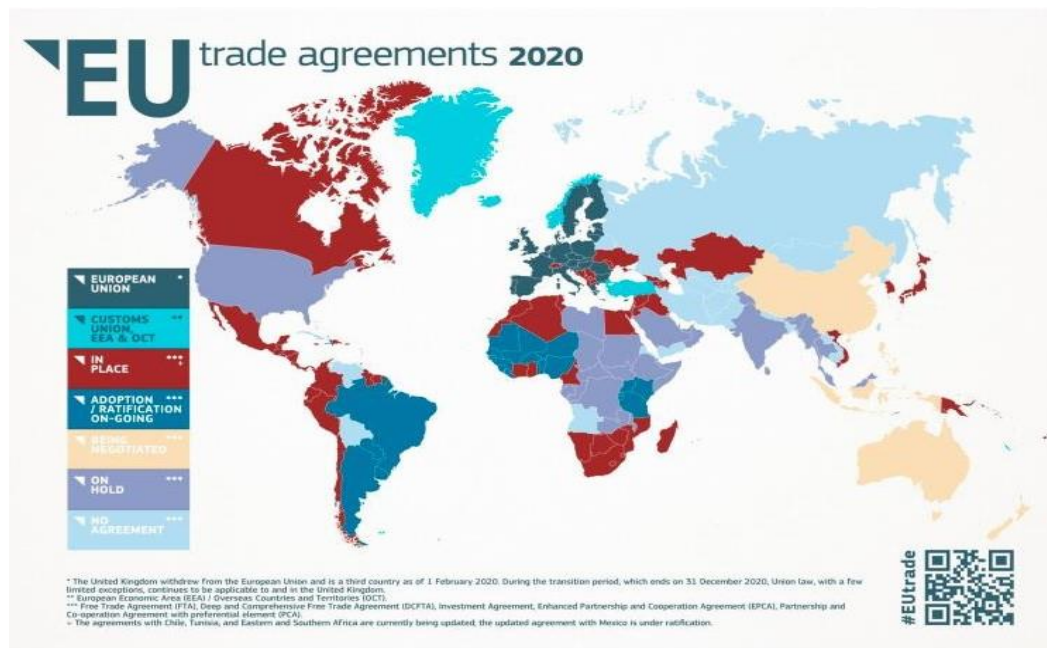 EU trade agreements 2020
EUROPEAN *
UNION
CUSTOMS **
UNION,
EEA & OCT
IN ***
PLACE +
ADOPTION ***
/ RATIFICATION
ON-GOING
BEING ***
NEGOTIATED
ON ***
HOLD
NO ***
AGREEMENT
#EUtrade
* The United Kingdom withdrew from the European Union and is a third country as of 1 February 2020. During the transition period, which ends on 31 December 2020, Union law, with a few
limited exceptions, continues to be applicable to and in the United Kingdom.
** European Economic Area (EEA) / Overseas Countries and Territories (OCT).
*** Free Trade Agreement (FTA), Deep and Comprehensive Free Trade Agreement (DCFTA), Investment Agreement, Enhanced Partnership and Cooperation Agreement (EPCA), Partnership and
Co-operation Agreement with preferential element (PCA).
+ The agreements with Chile, Tunisia, and Eastern and Southern Africa are currently being updated, the updated agreement with Mexico is under ratification.